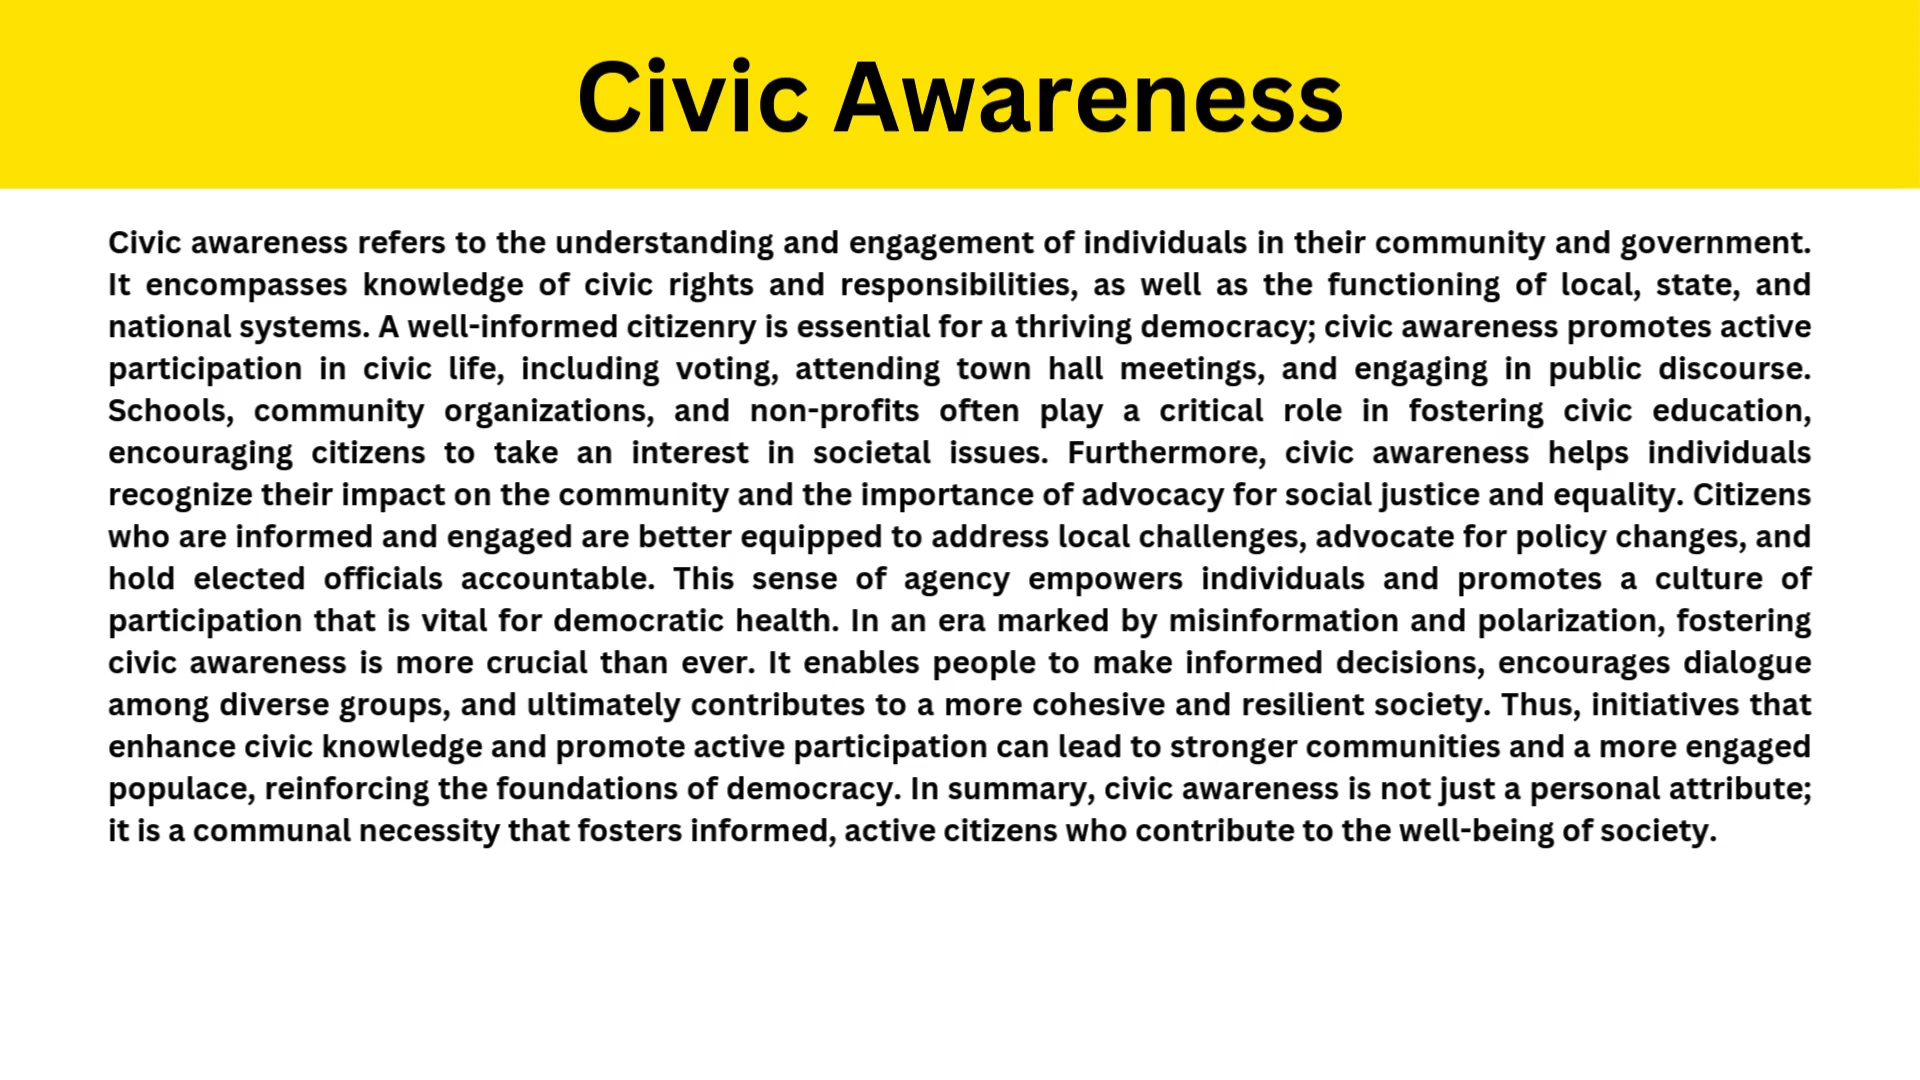 Civic Awareness
Civic awareness refers to the understanding and engagement of individuals in their community and government.
It encompasses knowledge of civic rights and responsibilities, as well as the functioning of local, state, and
national systems. A well-informed citizenry is essential for a thriving democracy; civic awareness promotes active
participation in civic life, including voting, attending town hall meetings, and engaging in public discourse.
Schools, community organizations, and non-profits often play a critical role in fostering civic education,
encouraging citizens to take an interest in societal issues. Furthermore, civic awareness helps individuals
recognize their impact on the community and the importance of advocacy for social justice and equality. Citizens
who are informed and engaged are better equipped to address local challenges, advocate for policy changes, and
hold elected officials accountable. This sense of agency empowers individuals and promotes a culture of
participation that is vital for democratic health. In an era marked by misinformation and polarization, fostering
civic awareness is more crucial than ever. It enables people to make informed decisions, encourages dialogue
among diverse groups, and ultimately contributes to a more cohesive and resilient society. Thus, initiatives that
enhance civic knowledge and promote active participation can lead to stronger communities and a more engaged
populace, reinforcing the foundations of democracy. In summary, civic awareness is not just a personal attribute;
it is a communal necessity that fosters informed, active citizens who contribute to the well-being of society.